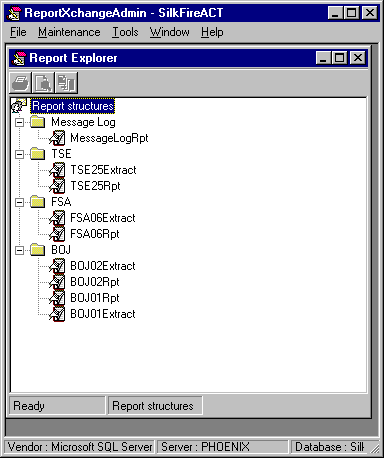 ReportXchangeAdmin - SilkFireACT
File Maintenance Tools Window Help
Report Explorer
Report structures
Message Log
MessageLogRpt
TSE
TSE25Extract
TSE25Rpt
FSA
FSA06Extract
FSA06Rpt
BOJ
BOJ02Extract
BOJ02Rpt
BOJ01Rpt
BOJ01Extract
Ready Report structures
Vendor : Microsoft SQL Server Server : PHOENIX Database : Silk